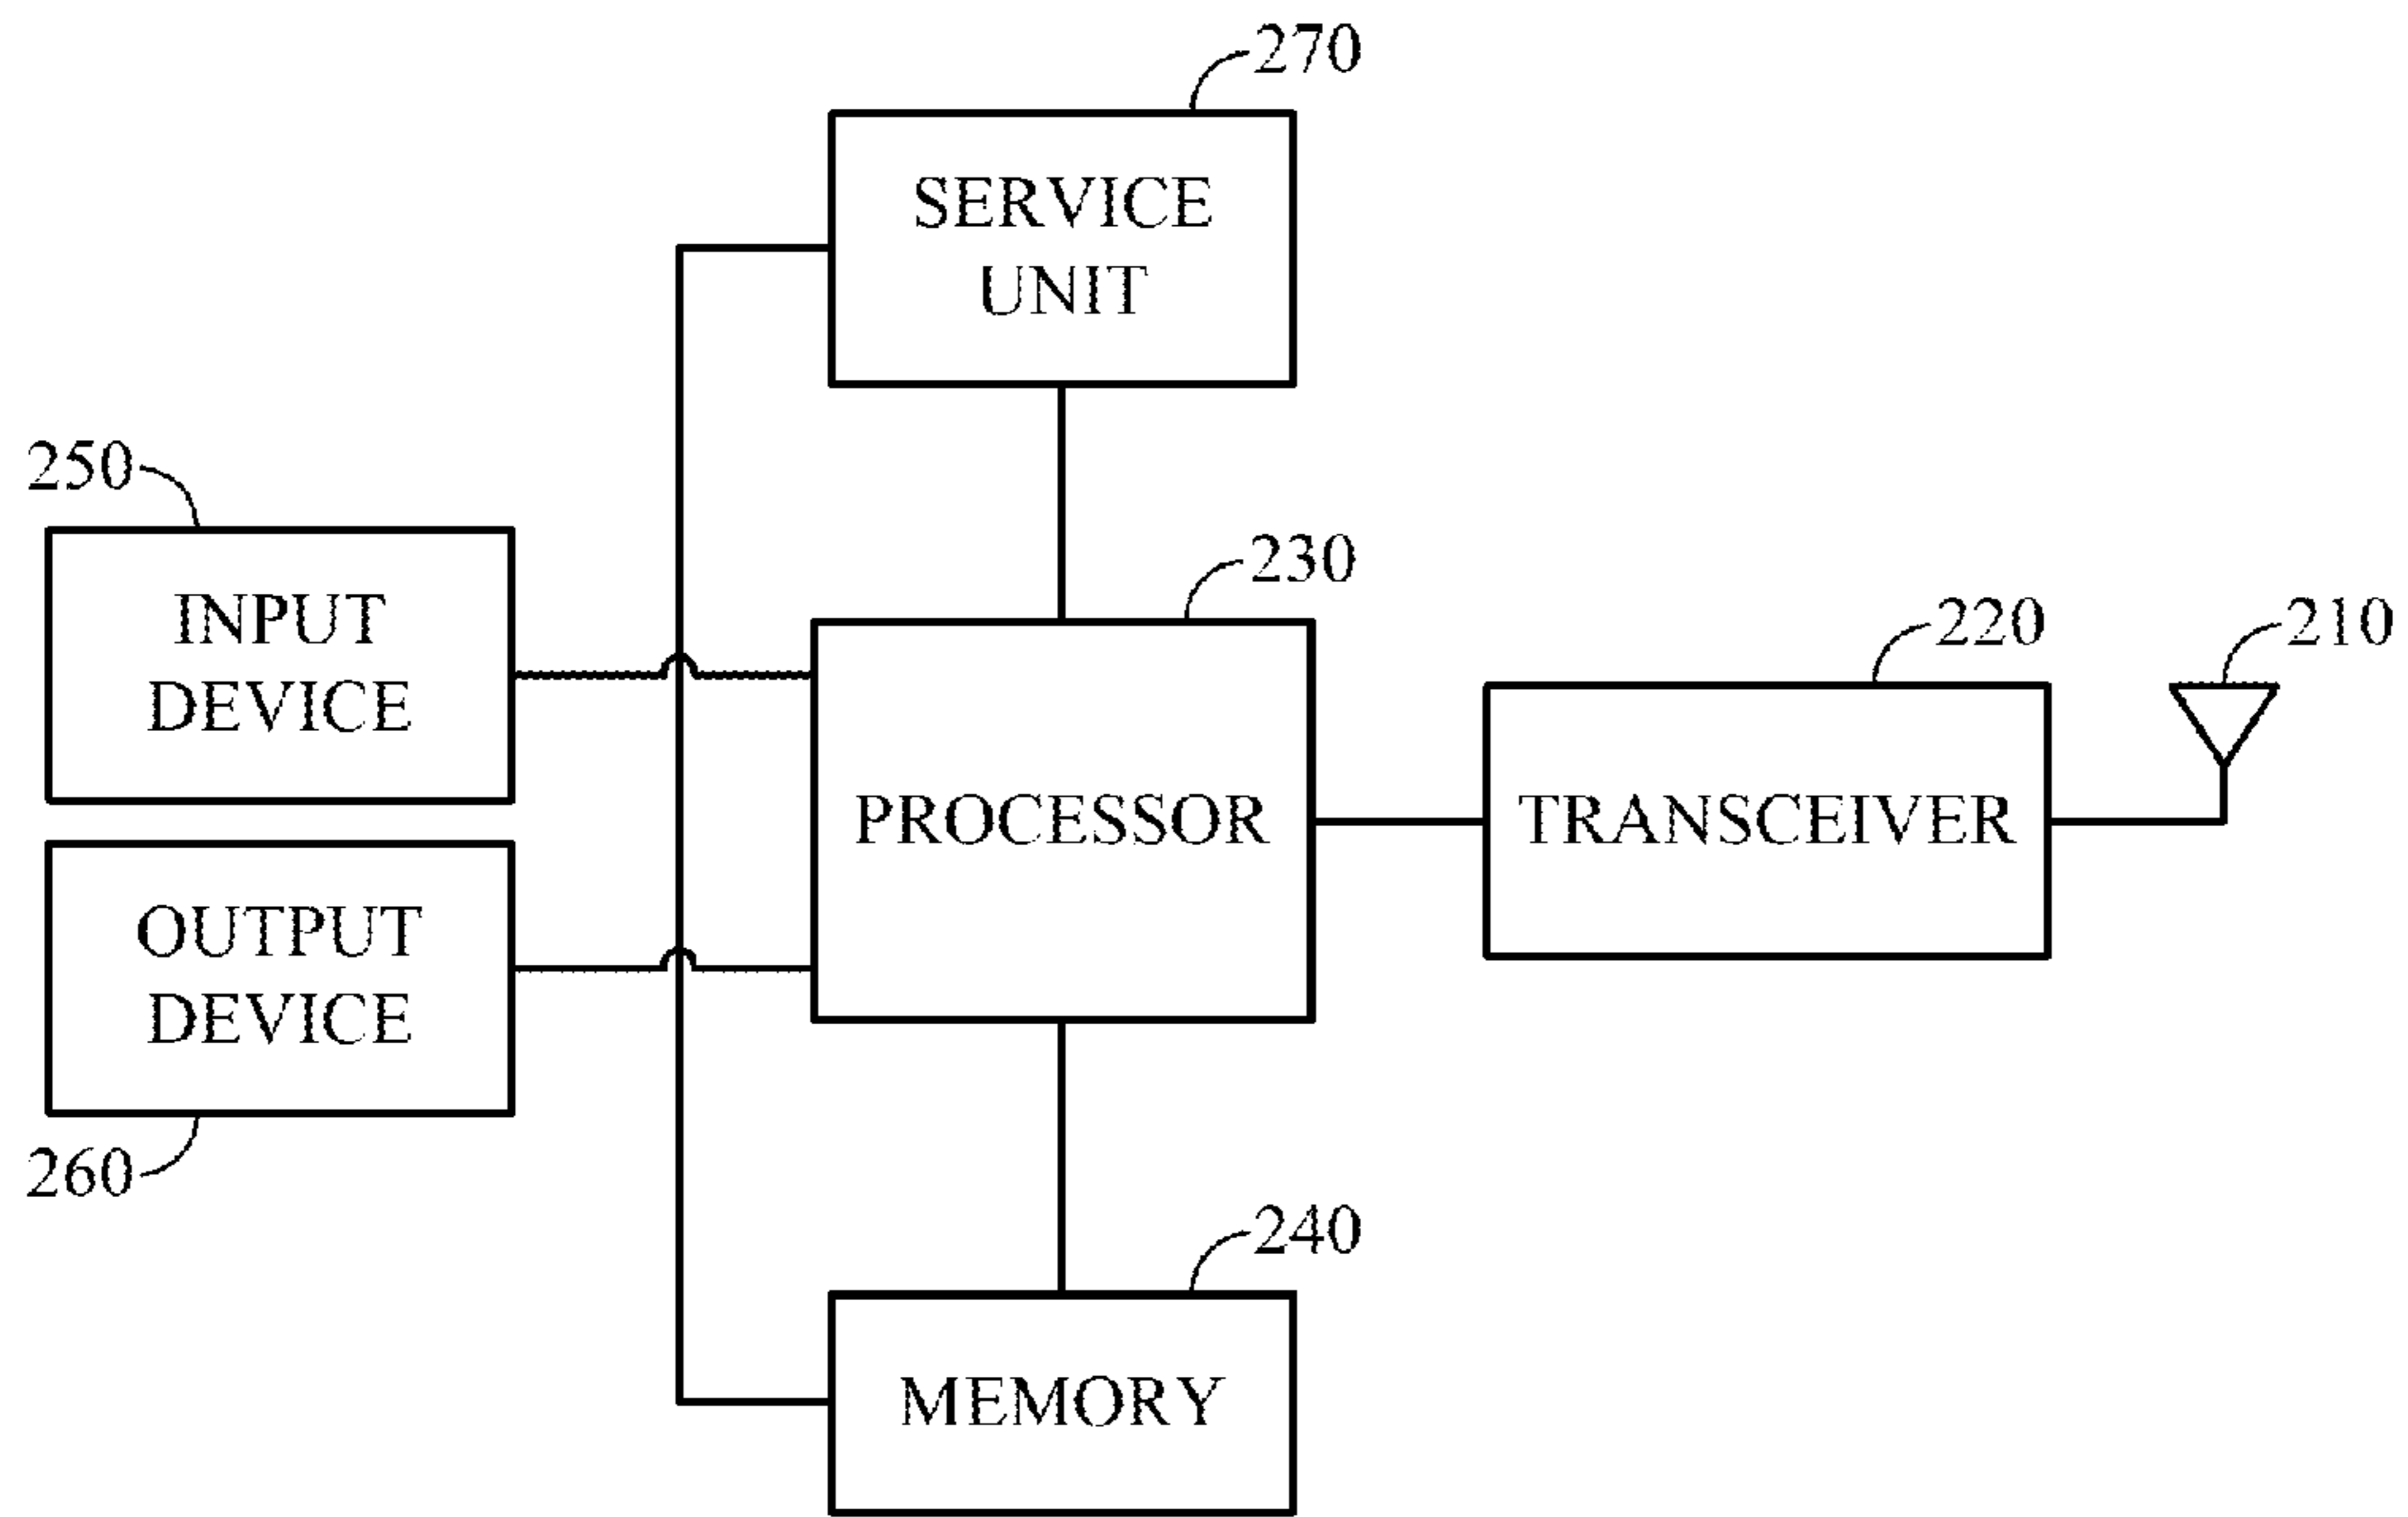 270
SERVICE
UNIT
250
INPUT
DEVICE
230
PROCESSOR
220
TRANSCEIVER
210
OUTPUT
DEVICE
260
240
MEMORY